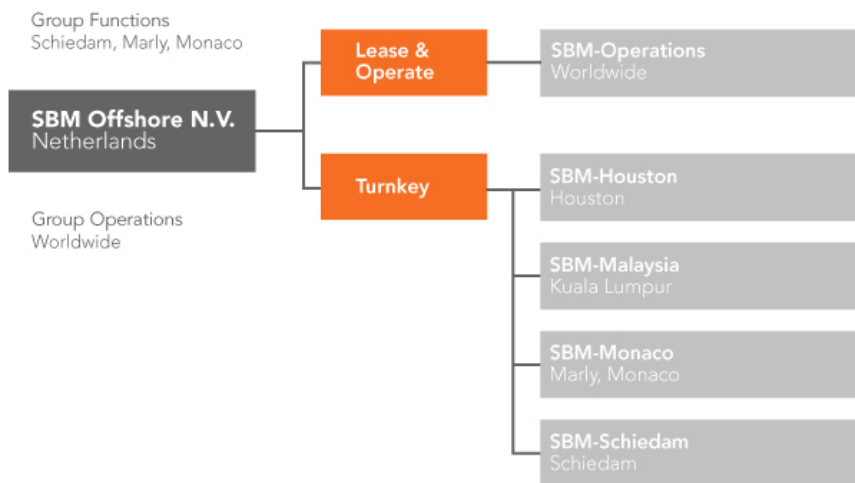 Group Functions
Schiedam, Marly, Monaco
SBM Offshore N.V.
Netherlands
Group Operations
Worldwide
Lease &
Operate
SBM-Operations
Worldwide
Turnkey
SBM-Houston
Houston
SBM-Malaysia
Kuala Lumpur
SBM-Monaco
Marly, Monaco
SBM-Schiedam
Schiedam